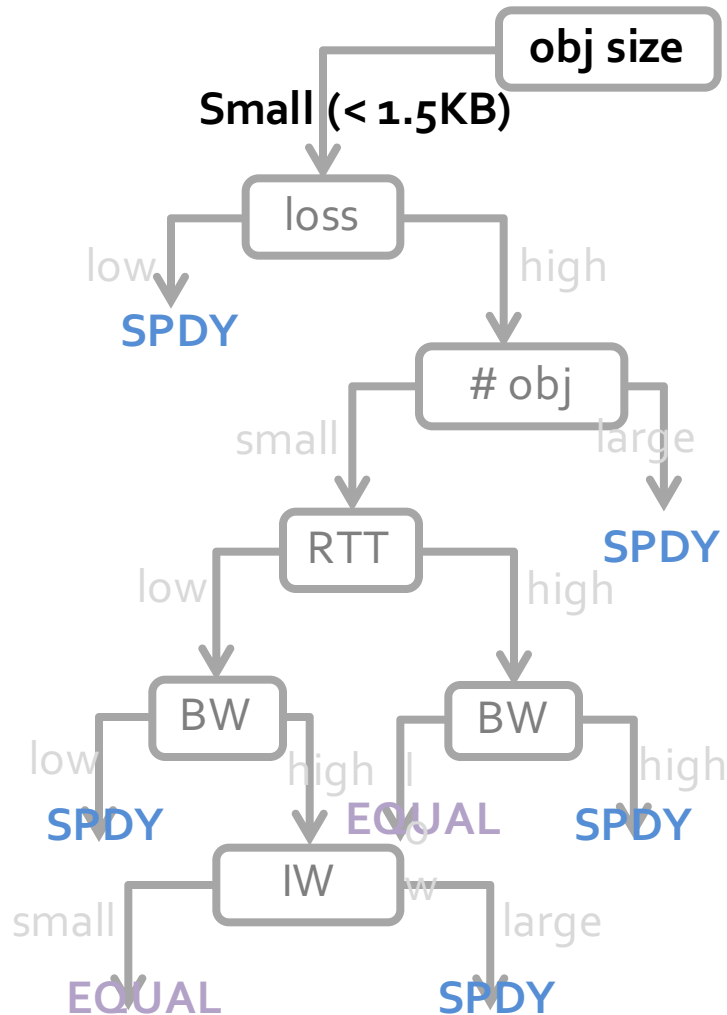 obj size
Small (< 1.5KB)
loss
low
high
SPDY
# obj
small
large
RTT
SPDY
low
high
BW
BW
low
high
low
high
SPDY
EQUAL
SPDY
IW
small
large
EQUAL
SPDY